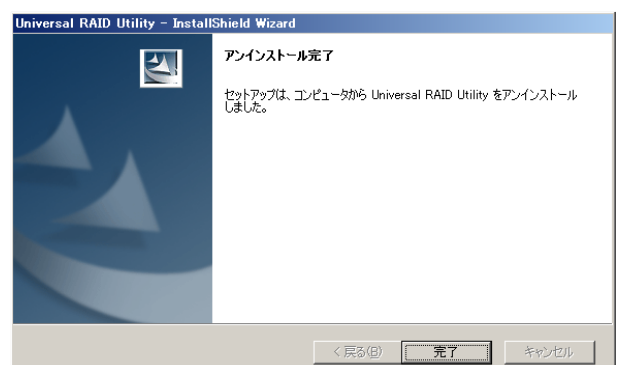 Universal RAID Utility - InstallShield Wizard
アンインストール完了
セットアップは、コンピュータから Universal RAID Utility をアンインストール
しました。
< 戻る(B)
完了
キャンセル